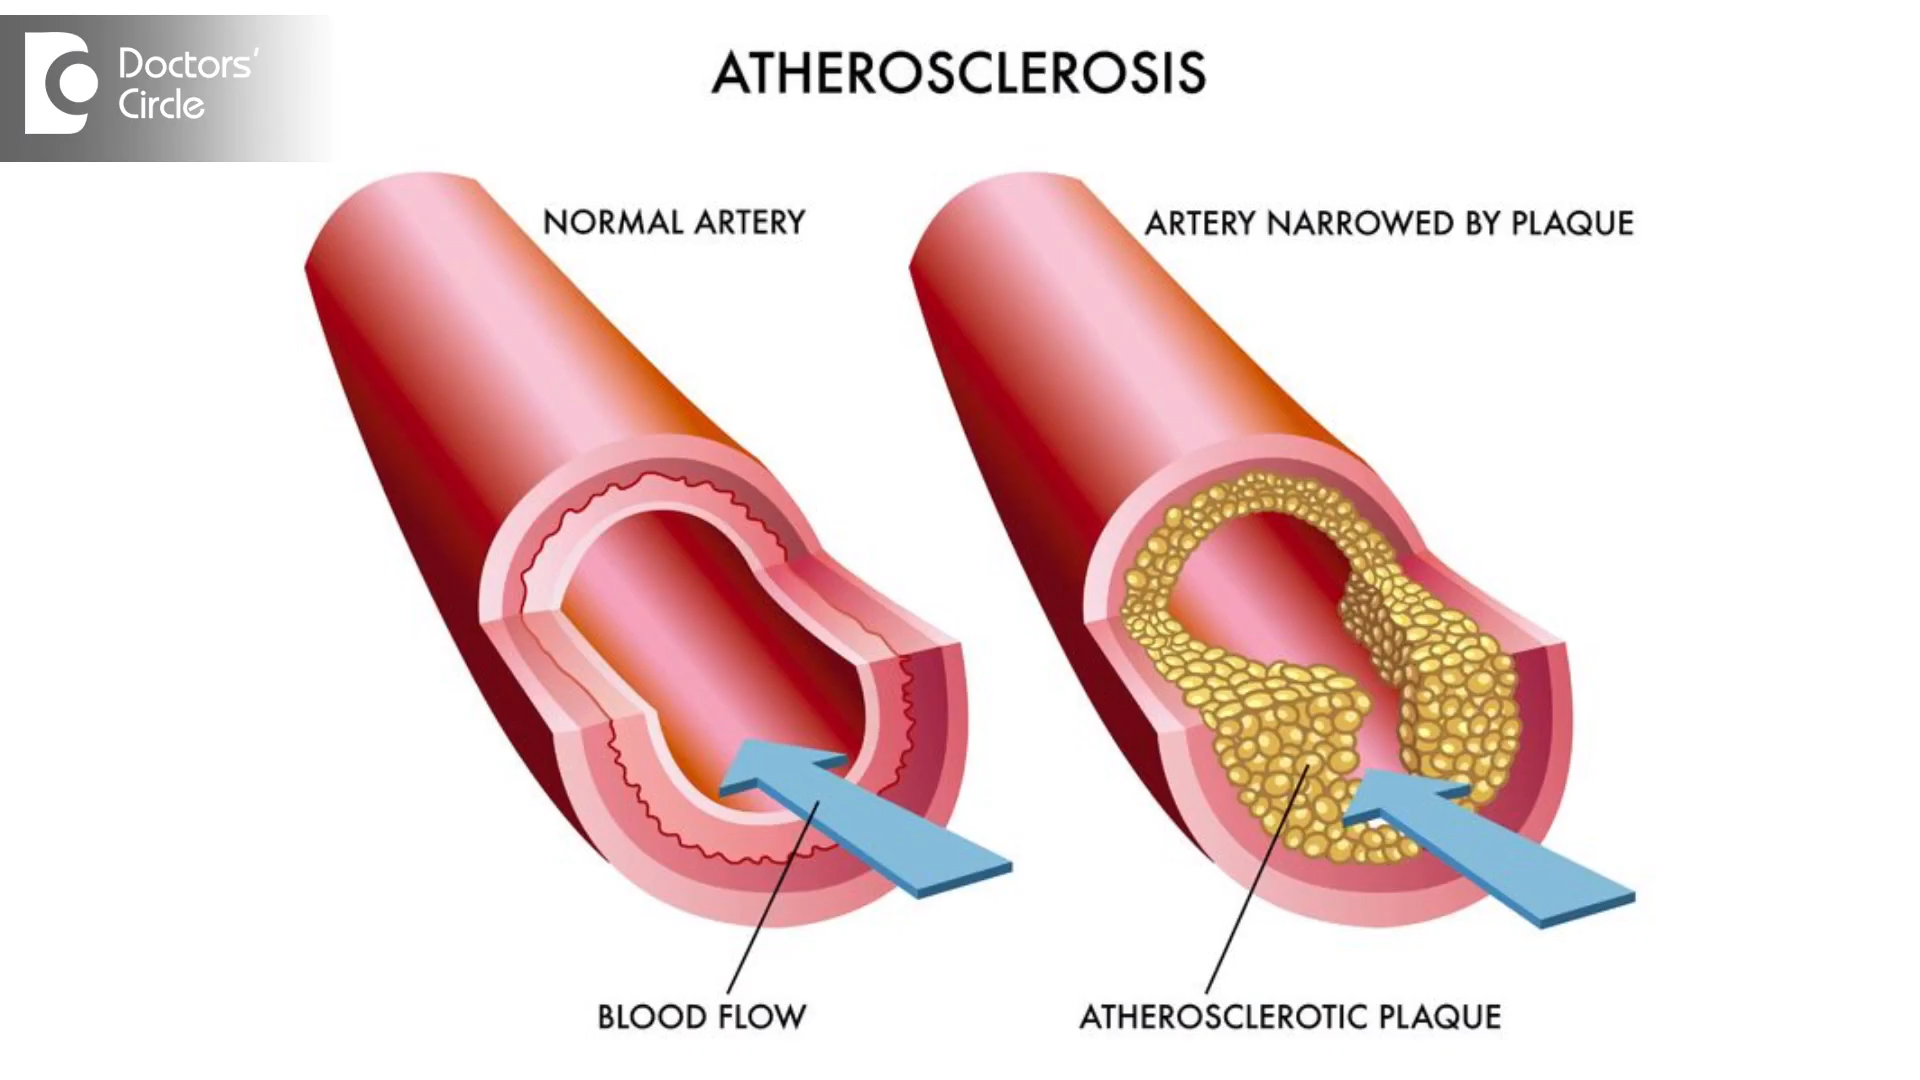 Doctors'
Circle
ATHEROSCLEROSIS
NORMAL ARTERY
ARTERY NARROWED BY PLAQUE
BLOOD FLOW
ATHEROSCLEROTIC PLAQUE